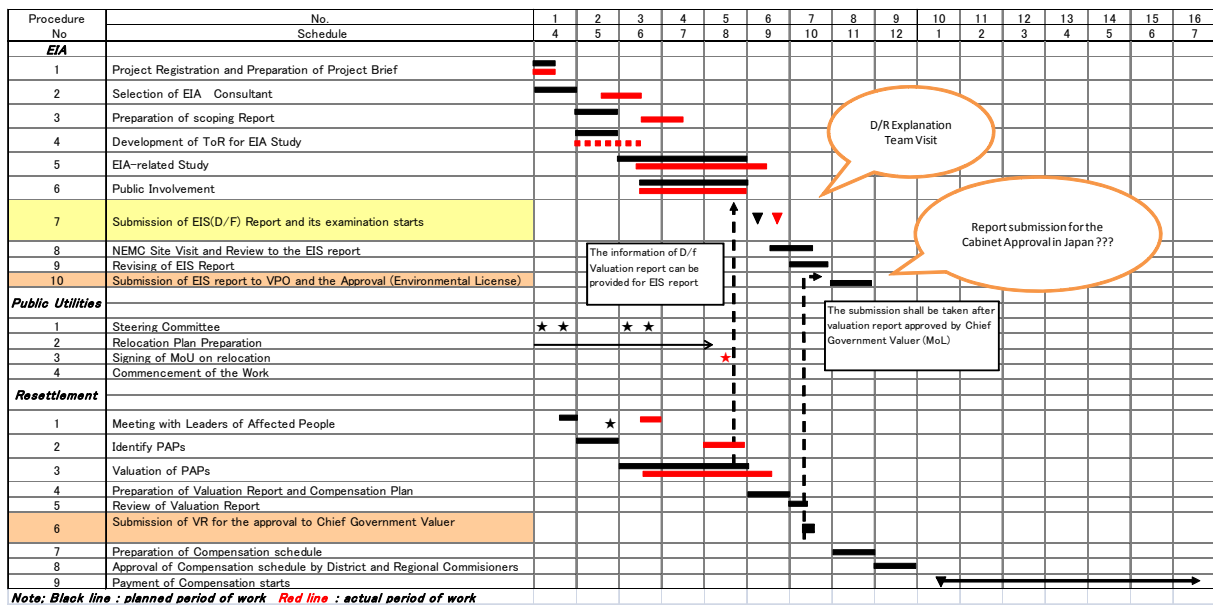 Procedure No. 1 2 3 4 5 6 7 8 9 10 11 12 13 14 15 16
No Schedule 4 5 6 7 8 9 10 11 12 1 2 3 4 5 6 7
EIA
1 Project Registration and Preparation of Project Brief
2 Selection of EIA Consultant
3 Preparation of scoping Report
4 Development of ToR for EIA Study
5 EIA-related Study
6 Public Involvement
7 Submission of EIS(D/F) Report and its examination starts
8 NEMC Site Visit and Review to the EIS report
9 Revising of EIS Report
10 Submission of EIS report to VPO and the Approval (Environmental License)
Public Utilities
1 Steering Committee ★ ★ ★ ★
2 Relocation Plan Preparation
3 Signing of MoU on relocation ★
4 Commencement of the Work
Resettlement
1 Meeting with Leaders of Affected People ★
2 Identify PAPs
3 Valuation of PAPs
4 Preparation of Valuation Report and Compensation Plan
5 Review of Valuation Report
6 Submission of VR for the approval to Chief Government Valuer
7 Preparation of Compensation schedule
8 Approval of Compensation schedule by District and Regional Commisioners
9 Payment of Compensation starts
Note; Black line : planned period of work Red line : actual period of work
D/R Explanation
Team Visit
Report submission for the
Cabinet Approval in Japan ???
The information of D/f
Valuation report can be
provided for EIS report
The submission shall be taken after
valuation report approved by Chief
Government Valuer (MoL)